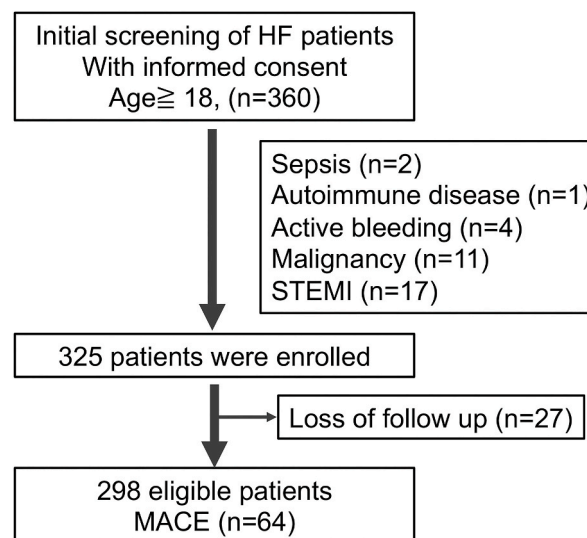 Initial screening of HF patients
With informed consent
Age≧ 18, (n=360)
Sepsis (n=2)
Autoimmune disease (n=1)
Active bleeding (n=4)
Malignancy (n=11)
STEMI (n=17)
325 patients were enrolled
Loss of follow up (n=27)
298 eligible patients
MACE (n=64)